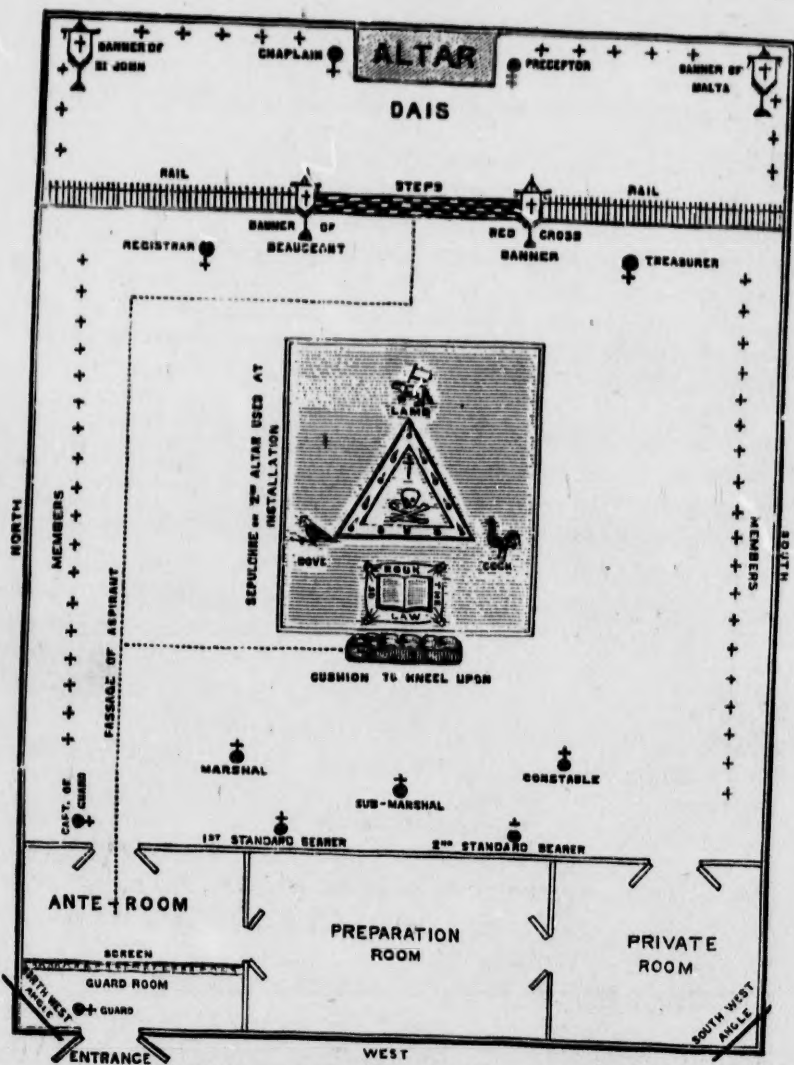 BANNER OF
ST JOHN
CHAPLAIN
ALTAR
PRECEPTOR
BANNER OF
MALTA
DAIS
RAIL
STEPS
RAIL
BANNER OF
BEAUCEANT
RED CROSS
BANNER
REGISTRAR
TREASURER
SEPULCHRE OR 2ND ALTAR USED AT
INSTALLATION
LAMB
DOVE
COCK
BOOK
OF
THE
LAW
CUSHION TO KNEEL UPON
NORTH
MEMBERS
PASSAGE OF ASPIRANT
MEMBERS
SOUTH
MARSHAL
SUB-MARSHAL
CONSTABLE
CAPT. OF
GUARD
1ST STANDARD BEARER
2ND STANDARD BEARER
ANTE-ROOM
PREPARATION
ROOM
PRIVATE
ROOM
SCREEN
GUARD ROOM
GUARD
NORTH WEST
ANGLE
SOUTH WEST
ANGLE
ENTRANCE
WEST